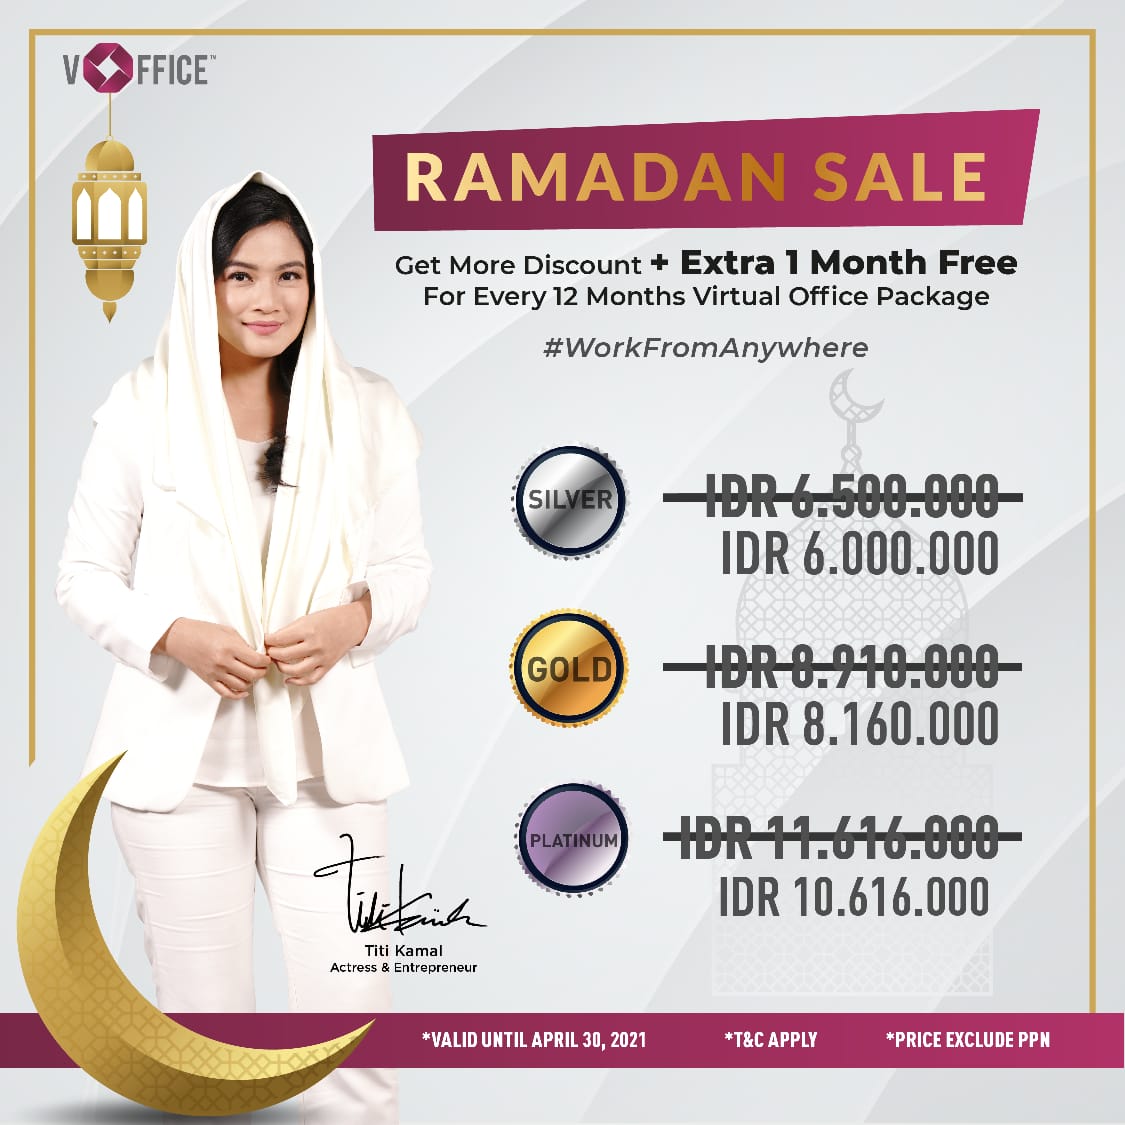 VOFFICE™
RAMADAN SALE
Get More Discount + Extra 1 Month Free
For Every 12 Months Virtual Office Package
#WorkFromAnywhere
SILVER
IDR 6.500.000
IDR 6.000.000
GOLD
IDR 8.910.000
IDR 8.160.000
PLATINUM
IDR 11.616.000
IDR 10.616.000
Titi Kamal
Titi Kamal
Actress & Entrepreneur
*VALID UNTIL APRIL 30, 2021 *T&C APPLY *PRICE EXCLUDE PPN